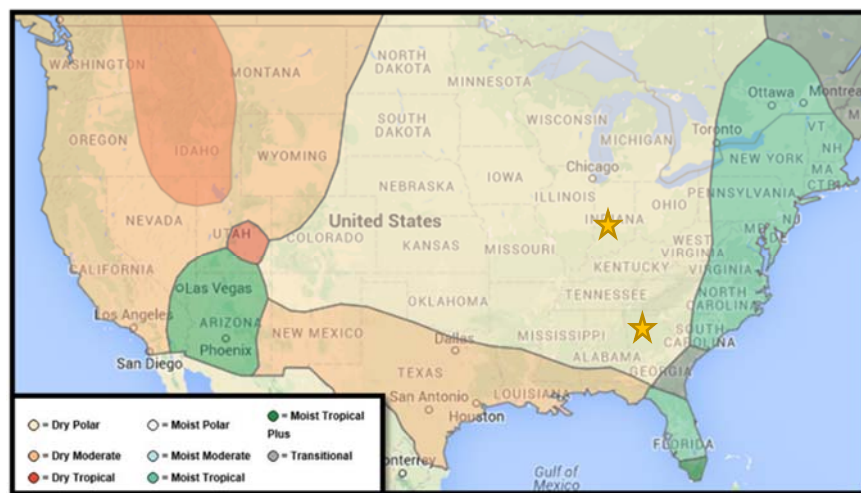 WASHINGTON
MONTANA
NORTH
DAKOTA
MINNESOTA
Ottawa
Montrea
OREGON
IDAHO
WYOMING
SOUTH
DAKOTA
WISCONSIN
MICHIGAN
Toronto
VT
NH
NEW YORK
MA
CT
Chicago
IOWA
NEBRASKA
ILLINOIS
INDIANA
OHIO
PENNSYLVANIA
NJ
NEVADA
UTAH
COLORADO
United States
KANSAS
MISSOURI
WEST
VIRGINIA
MD
DE
CALIFORNIA
KENTUCKY
VIRGINIA
Las Vegas
Los Angeles
ARIZONA
Phoenix
NEW MEXICO
OKLAHOMA
TENNESSEE
NORTH
CAROLINA
San Diego
Dallas
MISSISSIPPI
SOUTH
CAROLINA
ALABAMA
GEORGIA
TEXAS
LOUISIANA
San Antonio
Houston
FLORIDA
onterrey
Gulf of
Mexico
= Dry Polar
= Moist Polar
= Moist Tropical
Plus
= Dry Moderate
= Moist Moderate
= Transitional
= Dry Tropical
= Moist Tropical